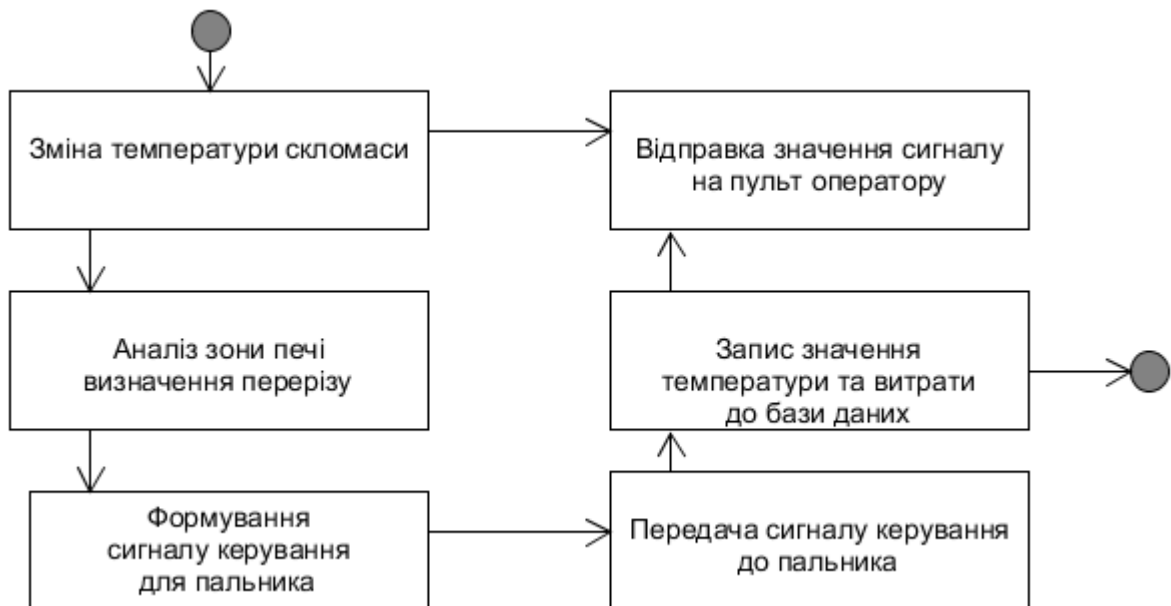 Зміна температури скломаси
Відправка значення сигналу
на пульт оператору
Аналіз зони печі
визначення перерізу
Запис значення
температури та витрати
до бази даних
Формування
сигналу керування
для пальника
Передача сигналу керування
до пальника